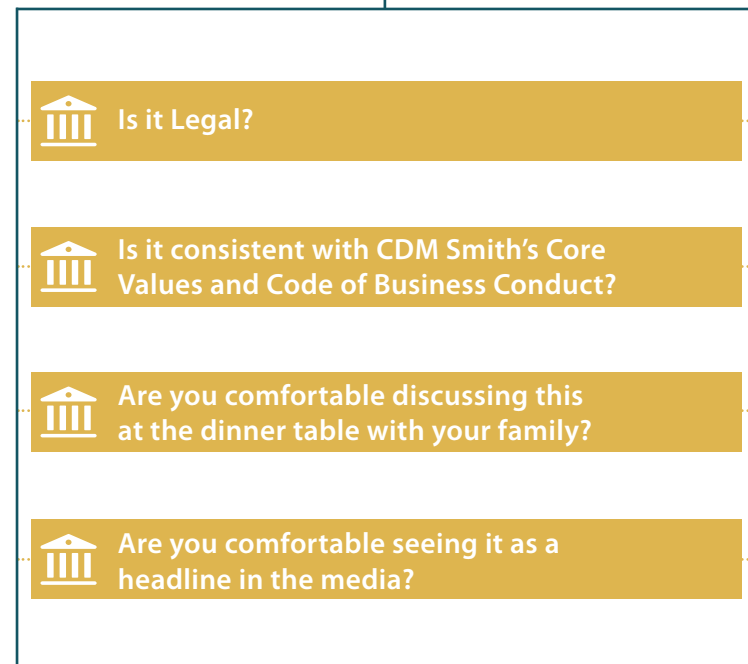 Is it Legal?
Is it consistent with CDM Smith’s Core
Values and Code of Business Conduct?
Are you comfortable discussing this
at the dinner table with your family?
Are you comfortable seeing it as a
headline in the media?